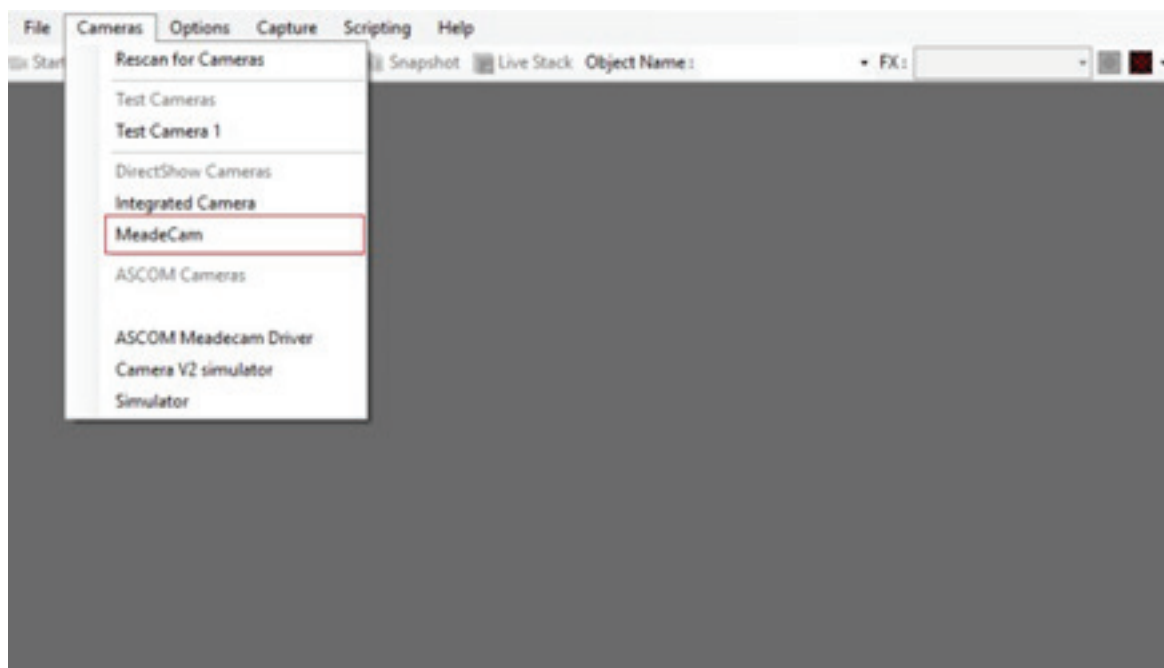 File Cameras Options Capture Scripting Help
Star Snapshot Live Stack Object Name : FX :
Rescan for Cameras
Test Cameras
Test Camera 1
DirectShow Cameras
Integrated Camera
MeadeCam
ASCOM Cameras
ASCOM Meadecam Driver
Camera V2 simulator
Simulator